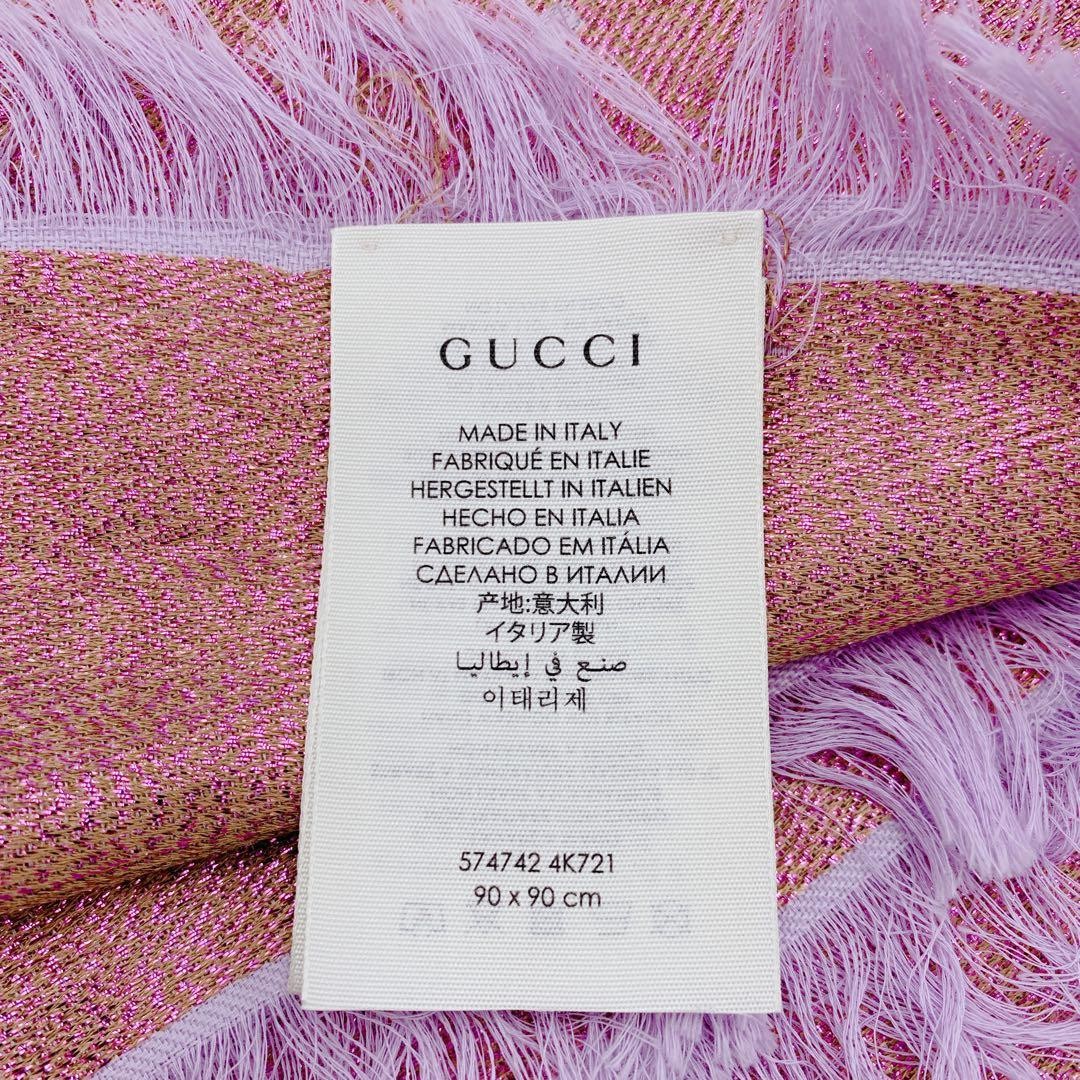 GUCCI
MADE IN ITALY
FABRIQUÉ EN ITALIE
HERGESTELLT IN ITALIEN
HECHO EN ITALIA
FABRICADO EM ITÁLIA
СДЕЛАНО В ИТАЛИИ
产地:意大利
イタリア製
صنع في إيطاليا
이태리제
574742 4K721
90 x 90 cm